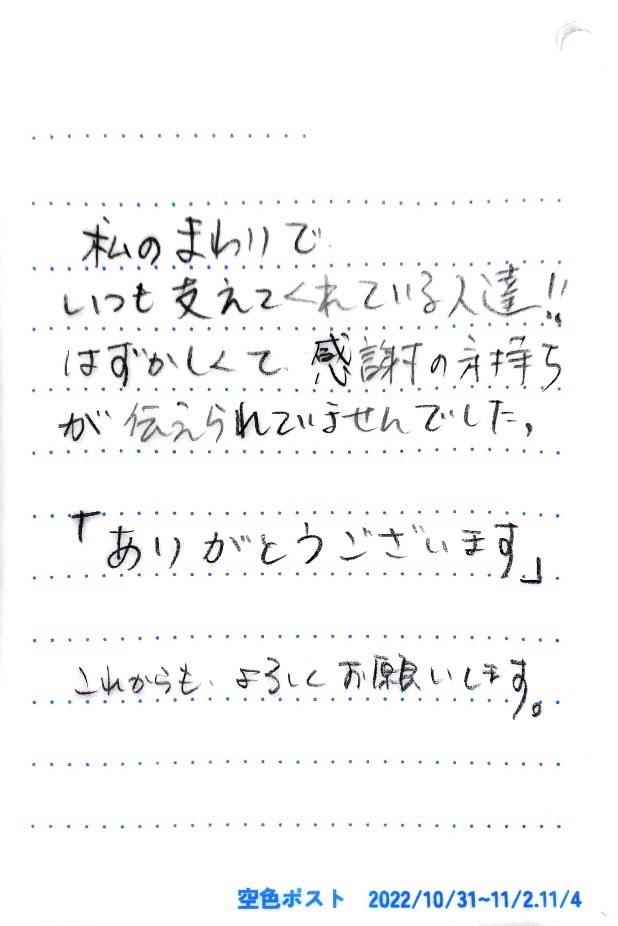 私のまわりで
いつも支えてくれている人達!!
はずかしくて、感謝の気持ち
が伝えられていませんでした。
「ありがとうございます」
これからも、よろしくお願いします。
空色ポスト 2022/10/31~11/2.11/4